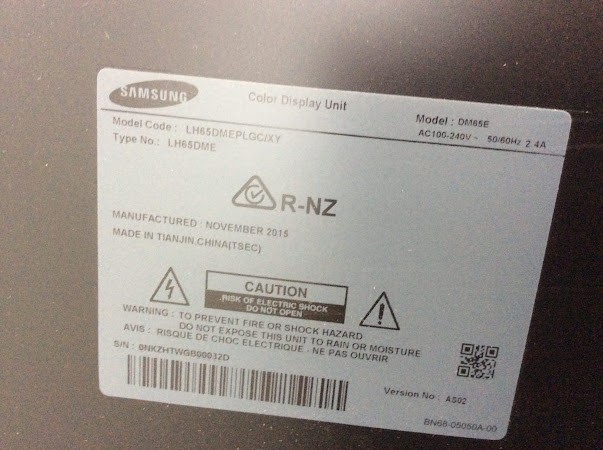 SAMSUNG
Color Display Unit
Model : DM65E
Model Code : LH65DMEPLGC/XY
AC100-240V ~ 50/60Hz 2.4A
Type No.: LH65DME
R-NZ
MANUFACTURED : NOVEMBER 2015
MADE IN TIANJIN,CHINA(TSEC)
CAUTION
RISK OF ELECTRIC SHOCK
DO NOT OPEN
WARNING : TO PREVENT FIRE OR SHOCK HAZARD
DO NOT EXPOSE THIS UNIT TO RAIN OR MOISTURE
AVIS : RISQUE DE CHOC ELECTRIQUE - NE PAS OUVRIR
S/N : 0NKZHTWGB00032D
Version No : AS02
BN68-05050A-00